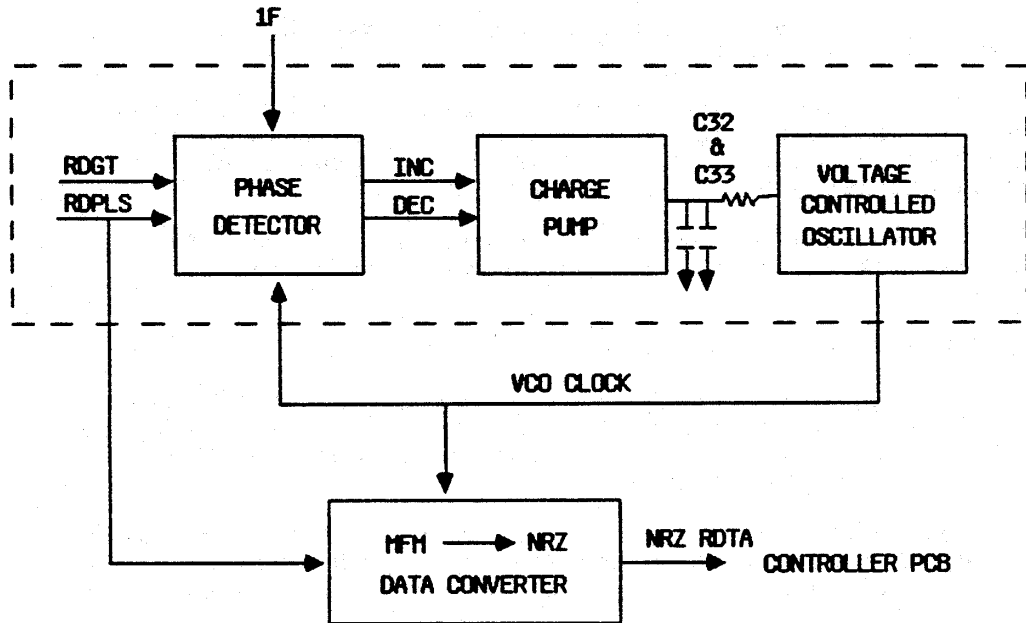 1F
RDGT
RDPLS
PHASE
DETECTOR
INC
DEC
CHARGE
PUMP
C32
&
C33
VOLTAGE
CONTROLLED
OSCILLATOR
VCO CLOCK
MFM NRZ
DATA CONVERTER
NRZ RDTA
CONTROLLER PCB